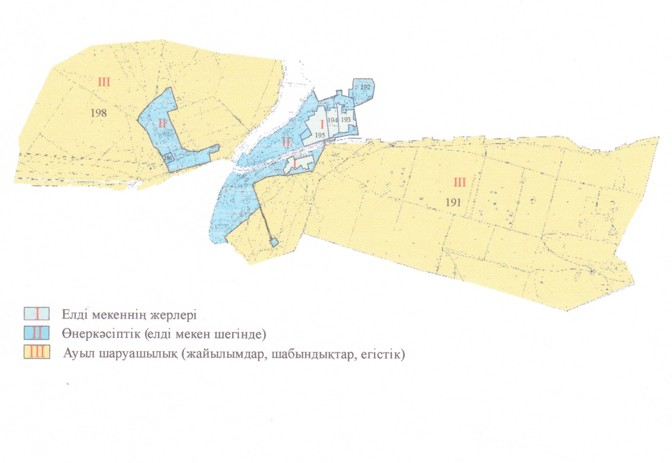 III
198
II
192
I
194
193
195
II
I
III
191
I Елді мекеннің жерлері
II Өнеркәсіптік (елді мекен шегінде)
III Ауыл шаруашылық (жайылымдар, шабындықтар, егістік)